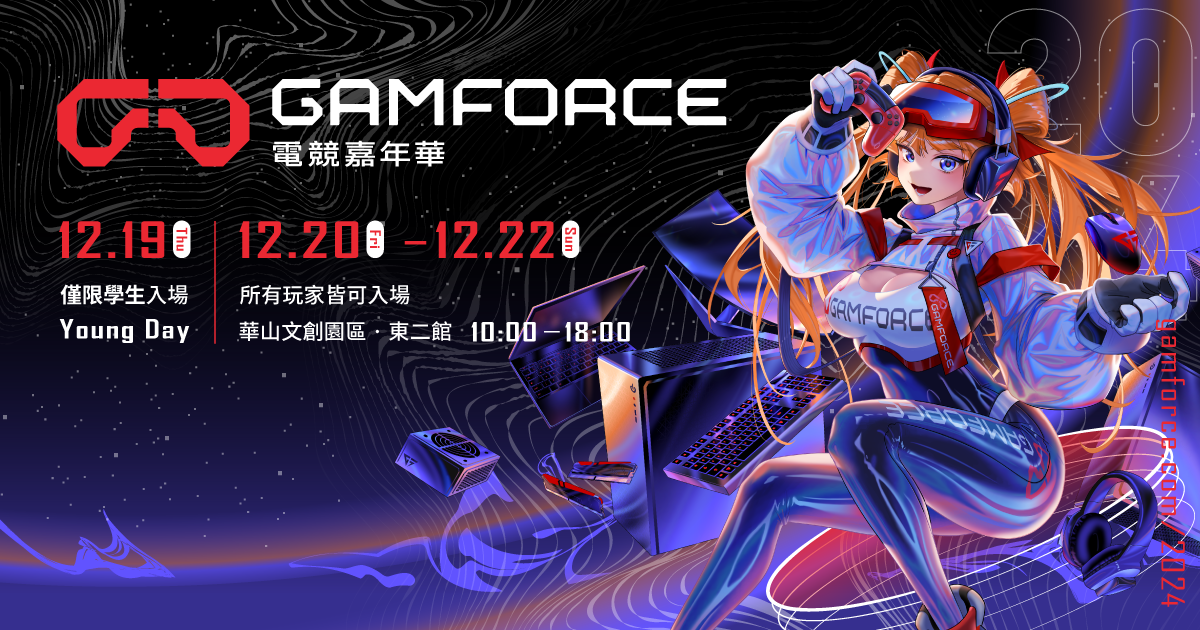 GAMFORCE
電競嘉年華
12.19 Thu
僅限學生入場
Young Day
12.20 Fri – 12.22 Sun
所有玩家皆可入場
華山文創園區・東二館 10:00－18:00
GAMFORCE
GAMFORCE
GAMFORCE
gamforce.com/2024